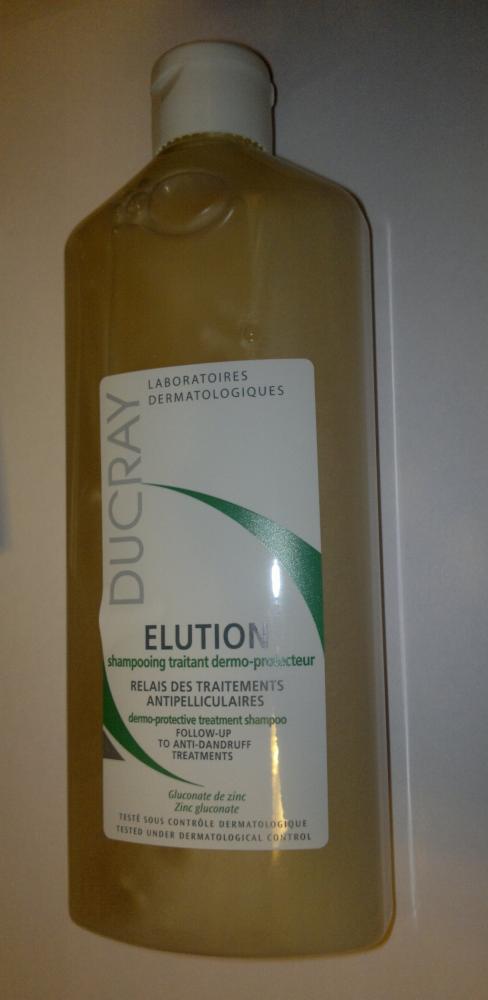 LABORATOIRES
DERMATOLOGIQUES
DUCRAY
ELUTION
shampooing traitant dermo-protecteur
RELAIS DES TRAITEMENTS
ANTIPELLICULAIRES
dermo-protective treatment shampoo
FOLLOW-UP
TO ANTI-DANDRUFF
TREATMENTS
Gluconate de zinc
Zinc gluconate
TESTÉ SOUS CONTRÔLE DERMATOLOGIQUE
TESTED UNDER DERMATOLOGICAL CONTROL